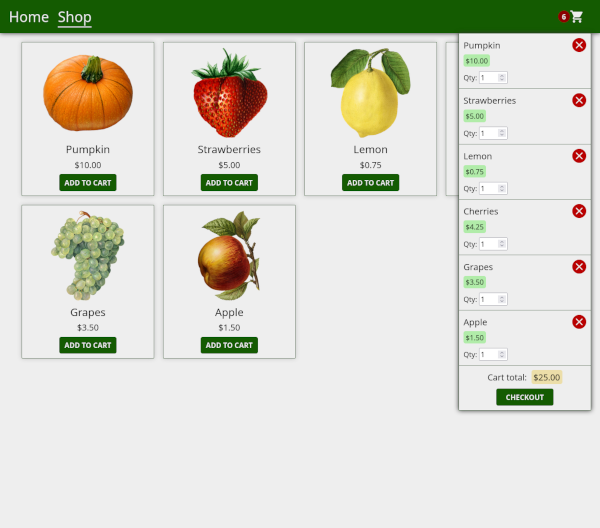 Home Shop 6
Pumpkin
$10.00
ADD TO CART
Strawberries
$5.00
ADD TO CART
Lemon
$0.75
ADD TO CART
Grapes
$3.50
ADD TO CART
Apple
$1.50
ADD TO CART
Pumpkin
$10.00
Qty: 1
Strawberries
$5.00
Qty: 1
Lemon
$0.75
Qty: 1
Cherries
$4.25
Qty: 1
Grapes
$3.50
Qty: 1
Apple
$1.50
Qty: 1
Cart total: $25.00
CHECKOUT